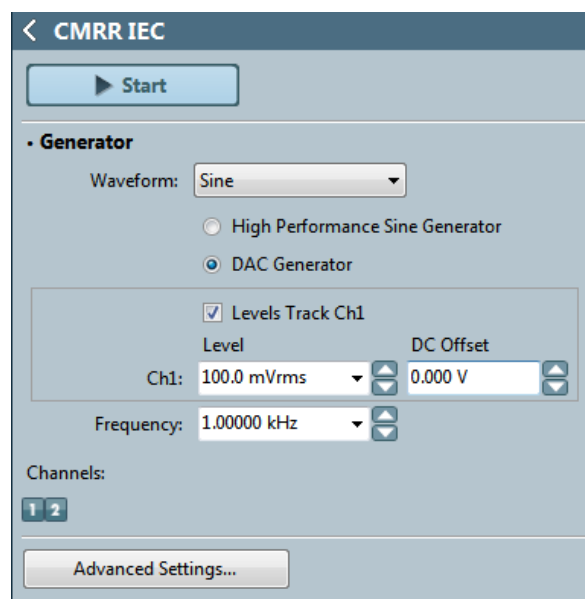 CMRR IEC
Start
Generator
Waveform: Sine
High Performance Sine Generator
DAC Generator
Levels Track Ch1
Level DC Offset
Ch1: 100.0 mVrms 0.000 V
Frequency: 1.00000 kHz
Channels:
1 2
Advanced Settings...